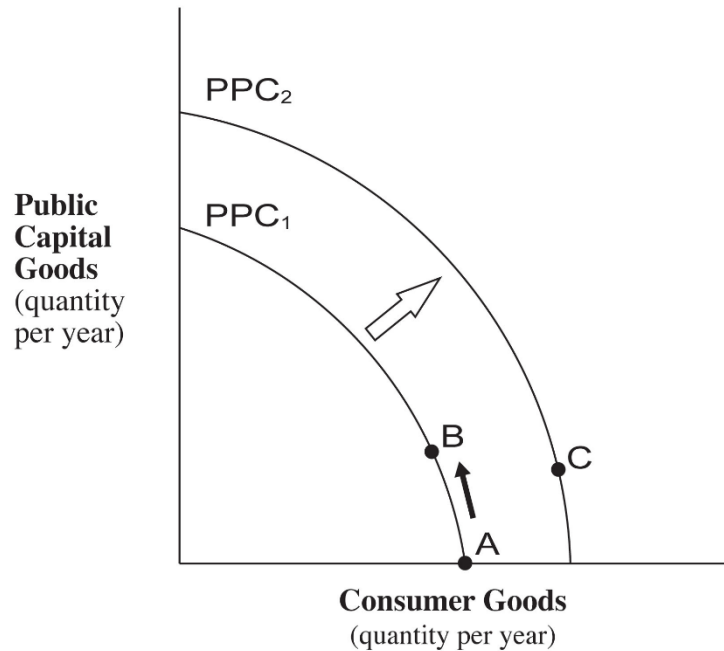 PPC₂
PPC₁
Public
Capital
Goods
(quantity
per year)
B
C
A
Consumer Goods
(quantity per year)